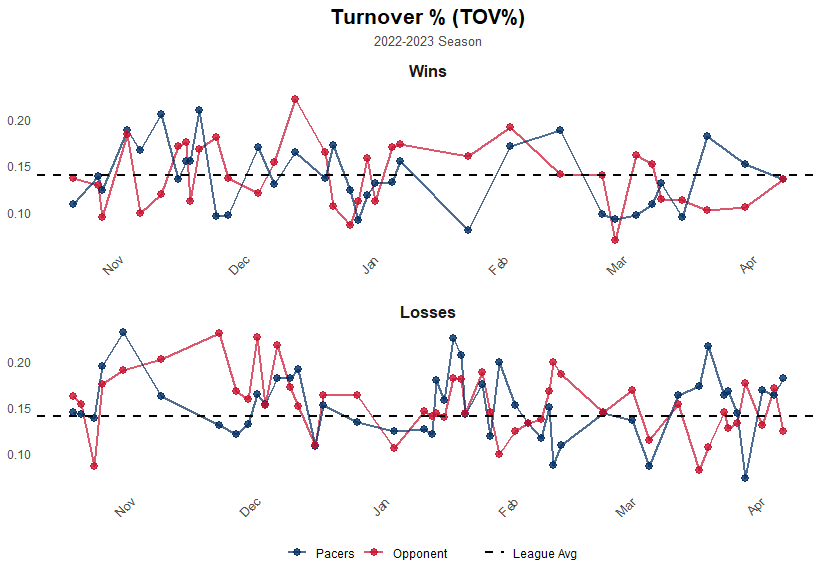 Turnover % (TOV%)
2022-2023 Season
Wins
0.20
0.15
0.10
Nov Dec Jan Feb Mar Apr
Losses
0.20
0.15
0.10
Nov Dec Jan Feb Mar Apr
Pacers Opponent League Avg